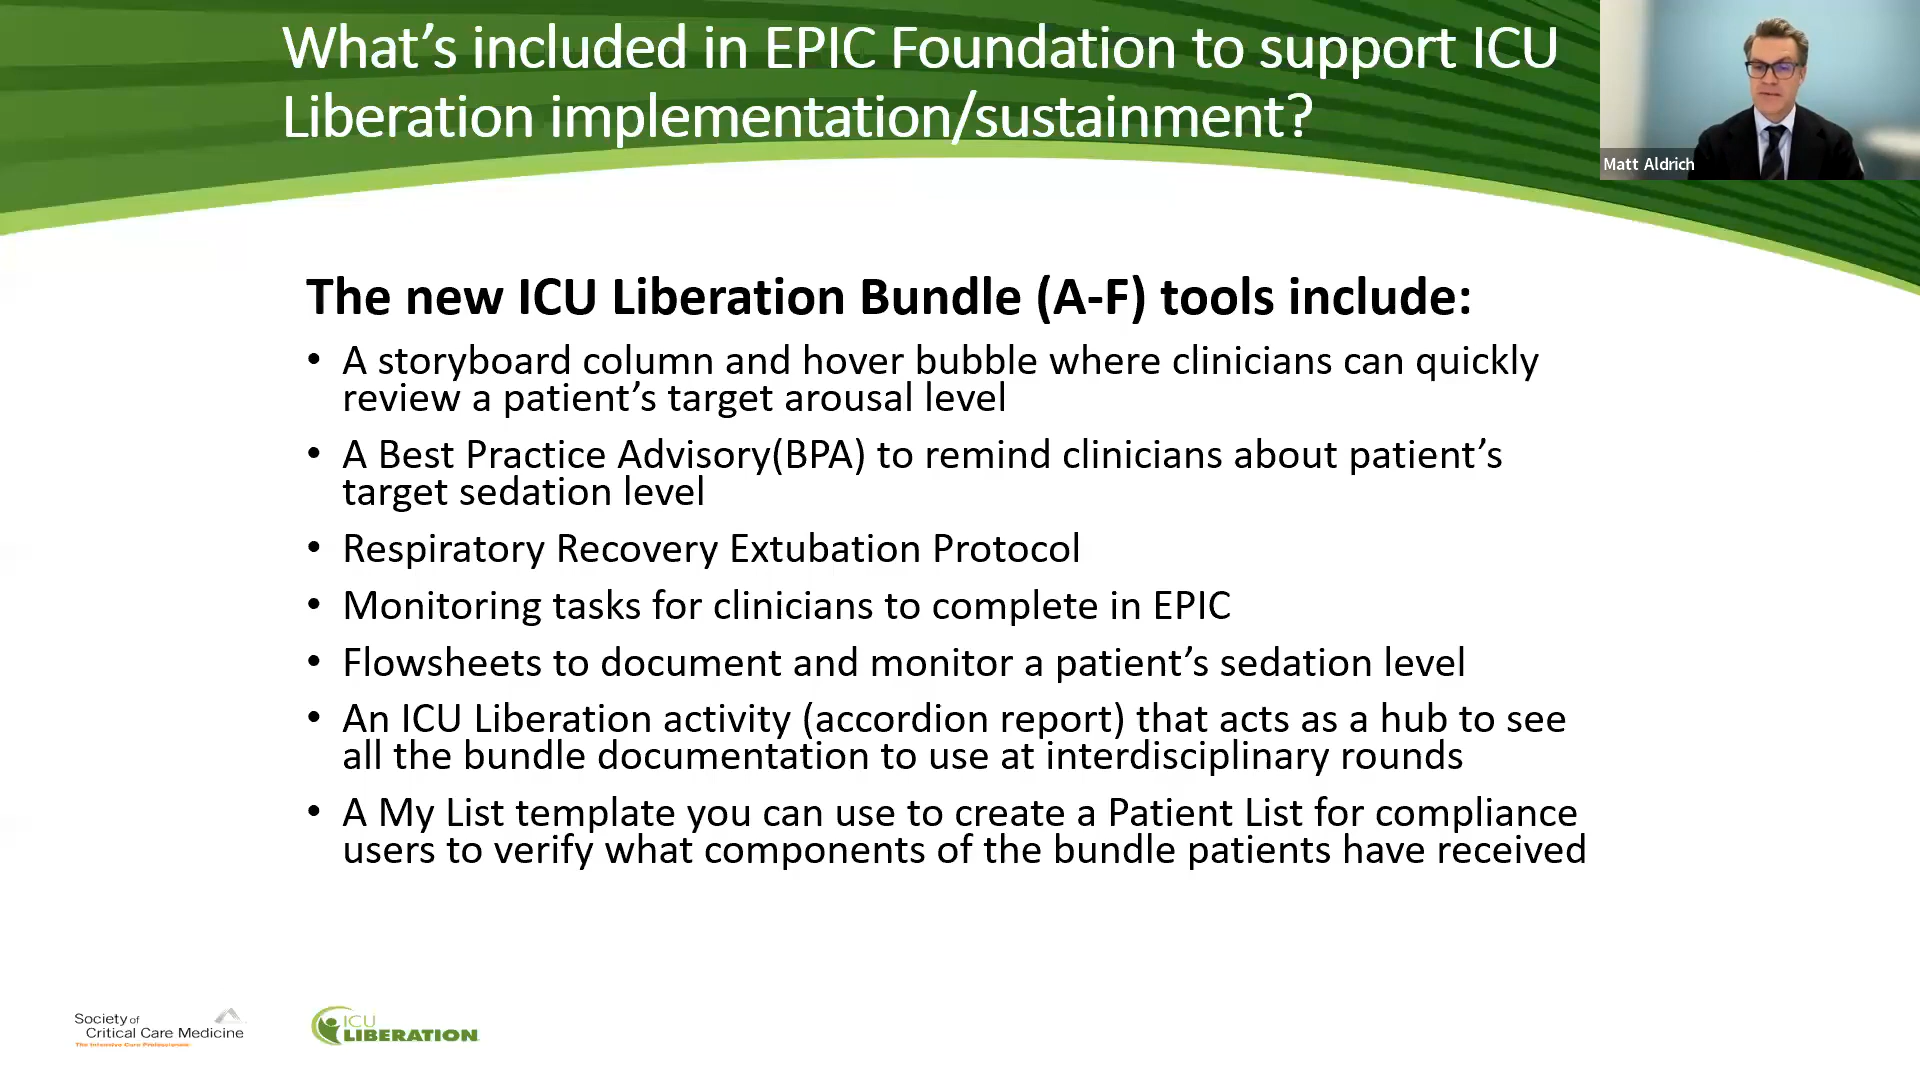 What's included in EPIC Foundation to support ICU
Liberation implementation/sustainment?
Matt Aldrich
The new ICU Liberation Bundle (A-F) tools include:
• A storyboard column and hover bubble where clinicians can quickly
review a patient's target arousal level
• A Best Practice Advisory(BPA) to remind clinicians about patient's
target sedation level
• Respiratory Recovery Extubation Protocol
• Monitoring tasks for clinicians to complete in EPIC
• Flowsheets to document and monitor a patient's sedation level
• An ICU Liberation activity (accordion report) that acts as a hub to see
all the bundle documentation to use at interdisciplinary rounds
• A My List template you can use to create a Patient List for compliance
users to verify what components of the bundle patients have received
Society of
Critical Care Medicine
The Intensive Care Professionals
ICU
LIBERATION